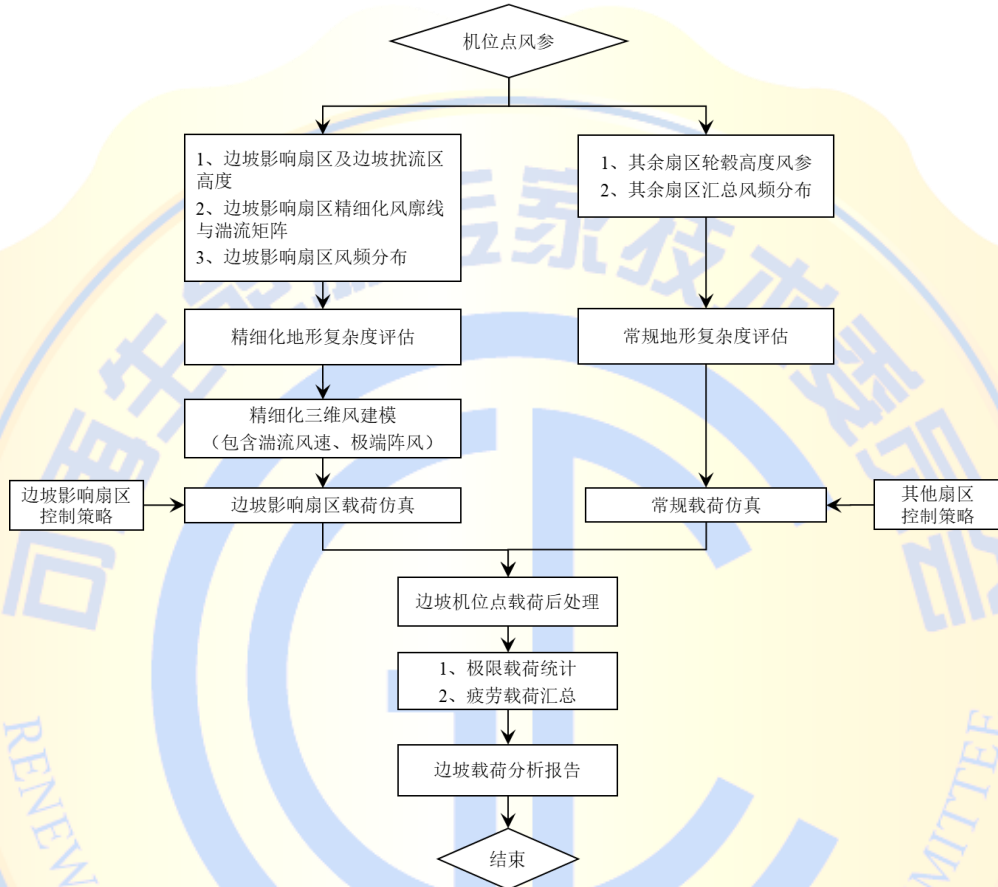 机位点风参
1、边坡影响扇区及边坡扰流区
高度
2、边坡影响扇区精细化风廓线
与湍流矩阵
3、边坡影响扇区风频分布
1、其余扇区轮毂高度风参
2、其余扇区汇总风频分布
精细化地形复杂度评估
常规地形复杂度评估
精细化三维风建模
（包含湍流风速、极端阵风）
边坡影响扇区
控制策略
边坡影响扇区载荷仿真
常规载荷仿真
其他扇区
控制策略
边坡机位点载荷后处理
1、极限载荷统计
2、疲劳载荷汇总
边坡载荷分析报告
结束